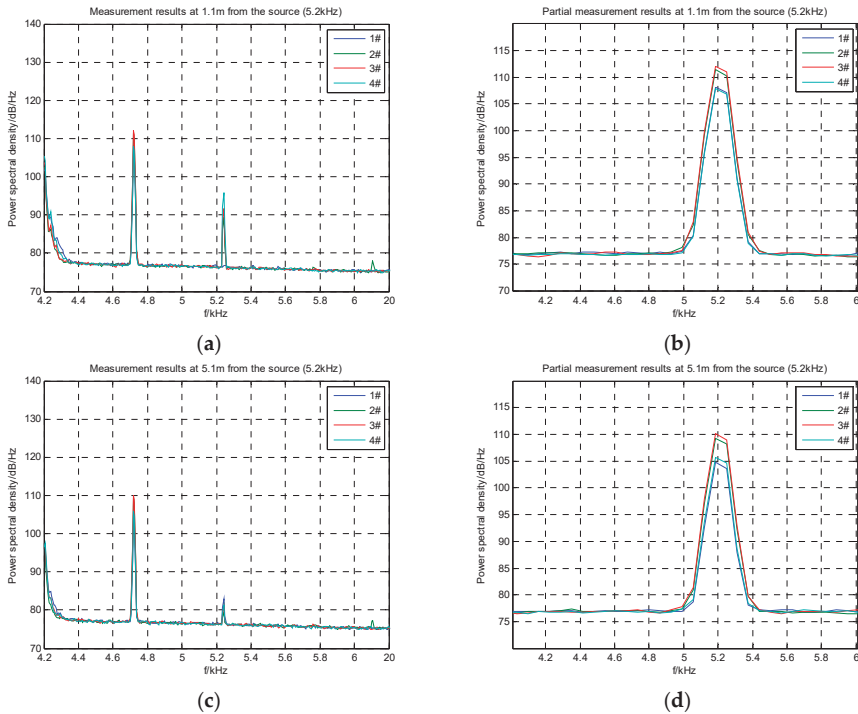 Measurement results at 1.1m from the source (5.2kHz)
140
130
120
110
100
90
80
70
Power spectral density/dB/Hz
1#
2#
3#
4#
4.2 4.4 4.6 4.8 5 5.2 5.4 5.6 5.8 6 20
f/kHz
(a)
Partial measurement results at 1.1m from the source (5.2kHz)
115
110
105
100
95
90
85
80
75
70
Power spectral density/dB/Hz
1#
2#
3#
4#
4.2 4.4 4.6 4.8 5 5.2 5.4 5.6 5.8 6
f/kHz
(b)
Measurement results at 5.1m from the source (5.2kHz)
140
130
120
110
100
90
80
70
Power spectral density/dB/Hz
1#
2#
3#
4#
4.2 4.4 4.6 4.8 5 5.2 5.4 5.6 5.8 6 20
f/kHz
(c)
Partial measurement results at 5.1m from the source (5.2kHz)
115
110
105
100
95
90
85
80
75
Power spectral density/dB/Hz
1#
2#
3#
4#
4.2 4.4 4.6 4.8 5 5.2 5.4 5.6 5.8 6
f/kHz
(d)